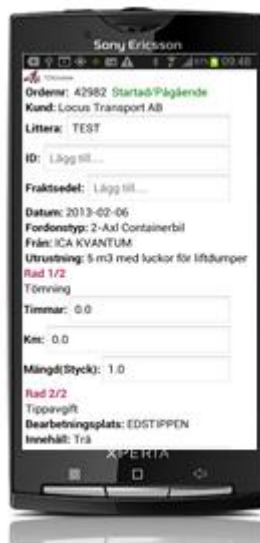 Sony Ericsson
09:48
Ordernr: 42982 Startad/Pågående
Kund: Locus Transport AB
Littera: TEST
ID: Lägg till....
Fraktsedel: Lägg till....
Datum: 2013-02-06
Fordonstyp: 2-Axl Containerbil
Från: ICA KVANTUM
Utrustning: 5 m3 med luckor för liftdumper
Rad 1/2
Tömning
Timmar: 0.0
Km: 0.0
Mängd(Styck): 1.0
Rad 2/2
Tippavgift
Bearbetningsplats: EDSTIPPEN
Innehåll: Trä
XPERIA